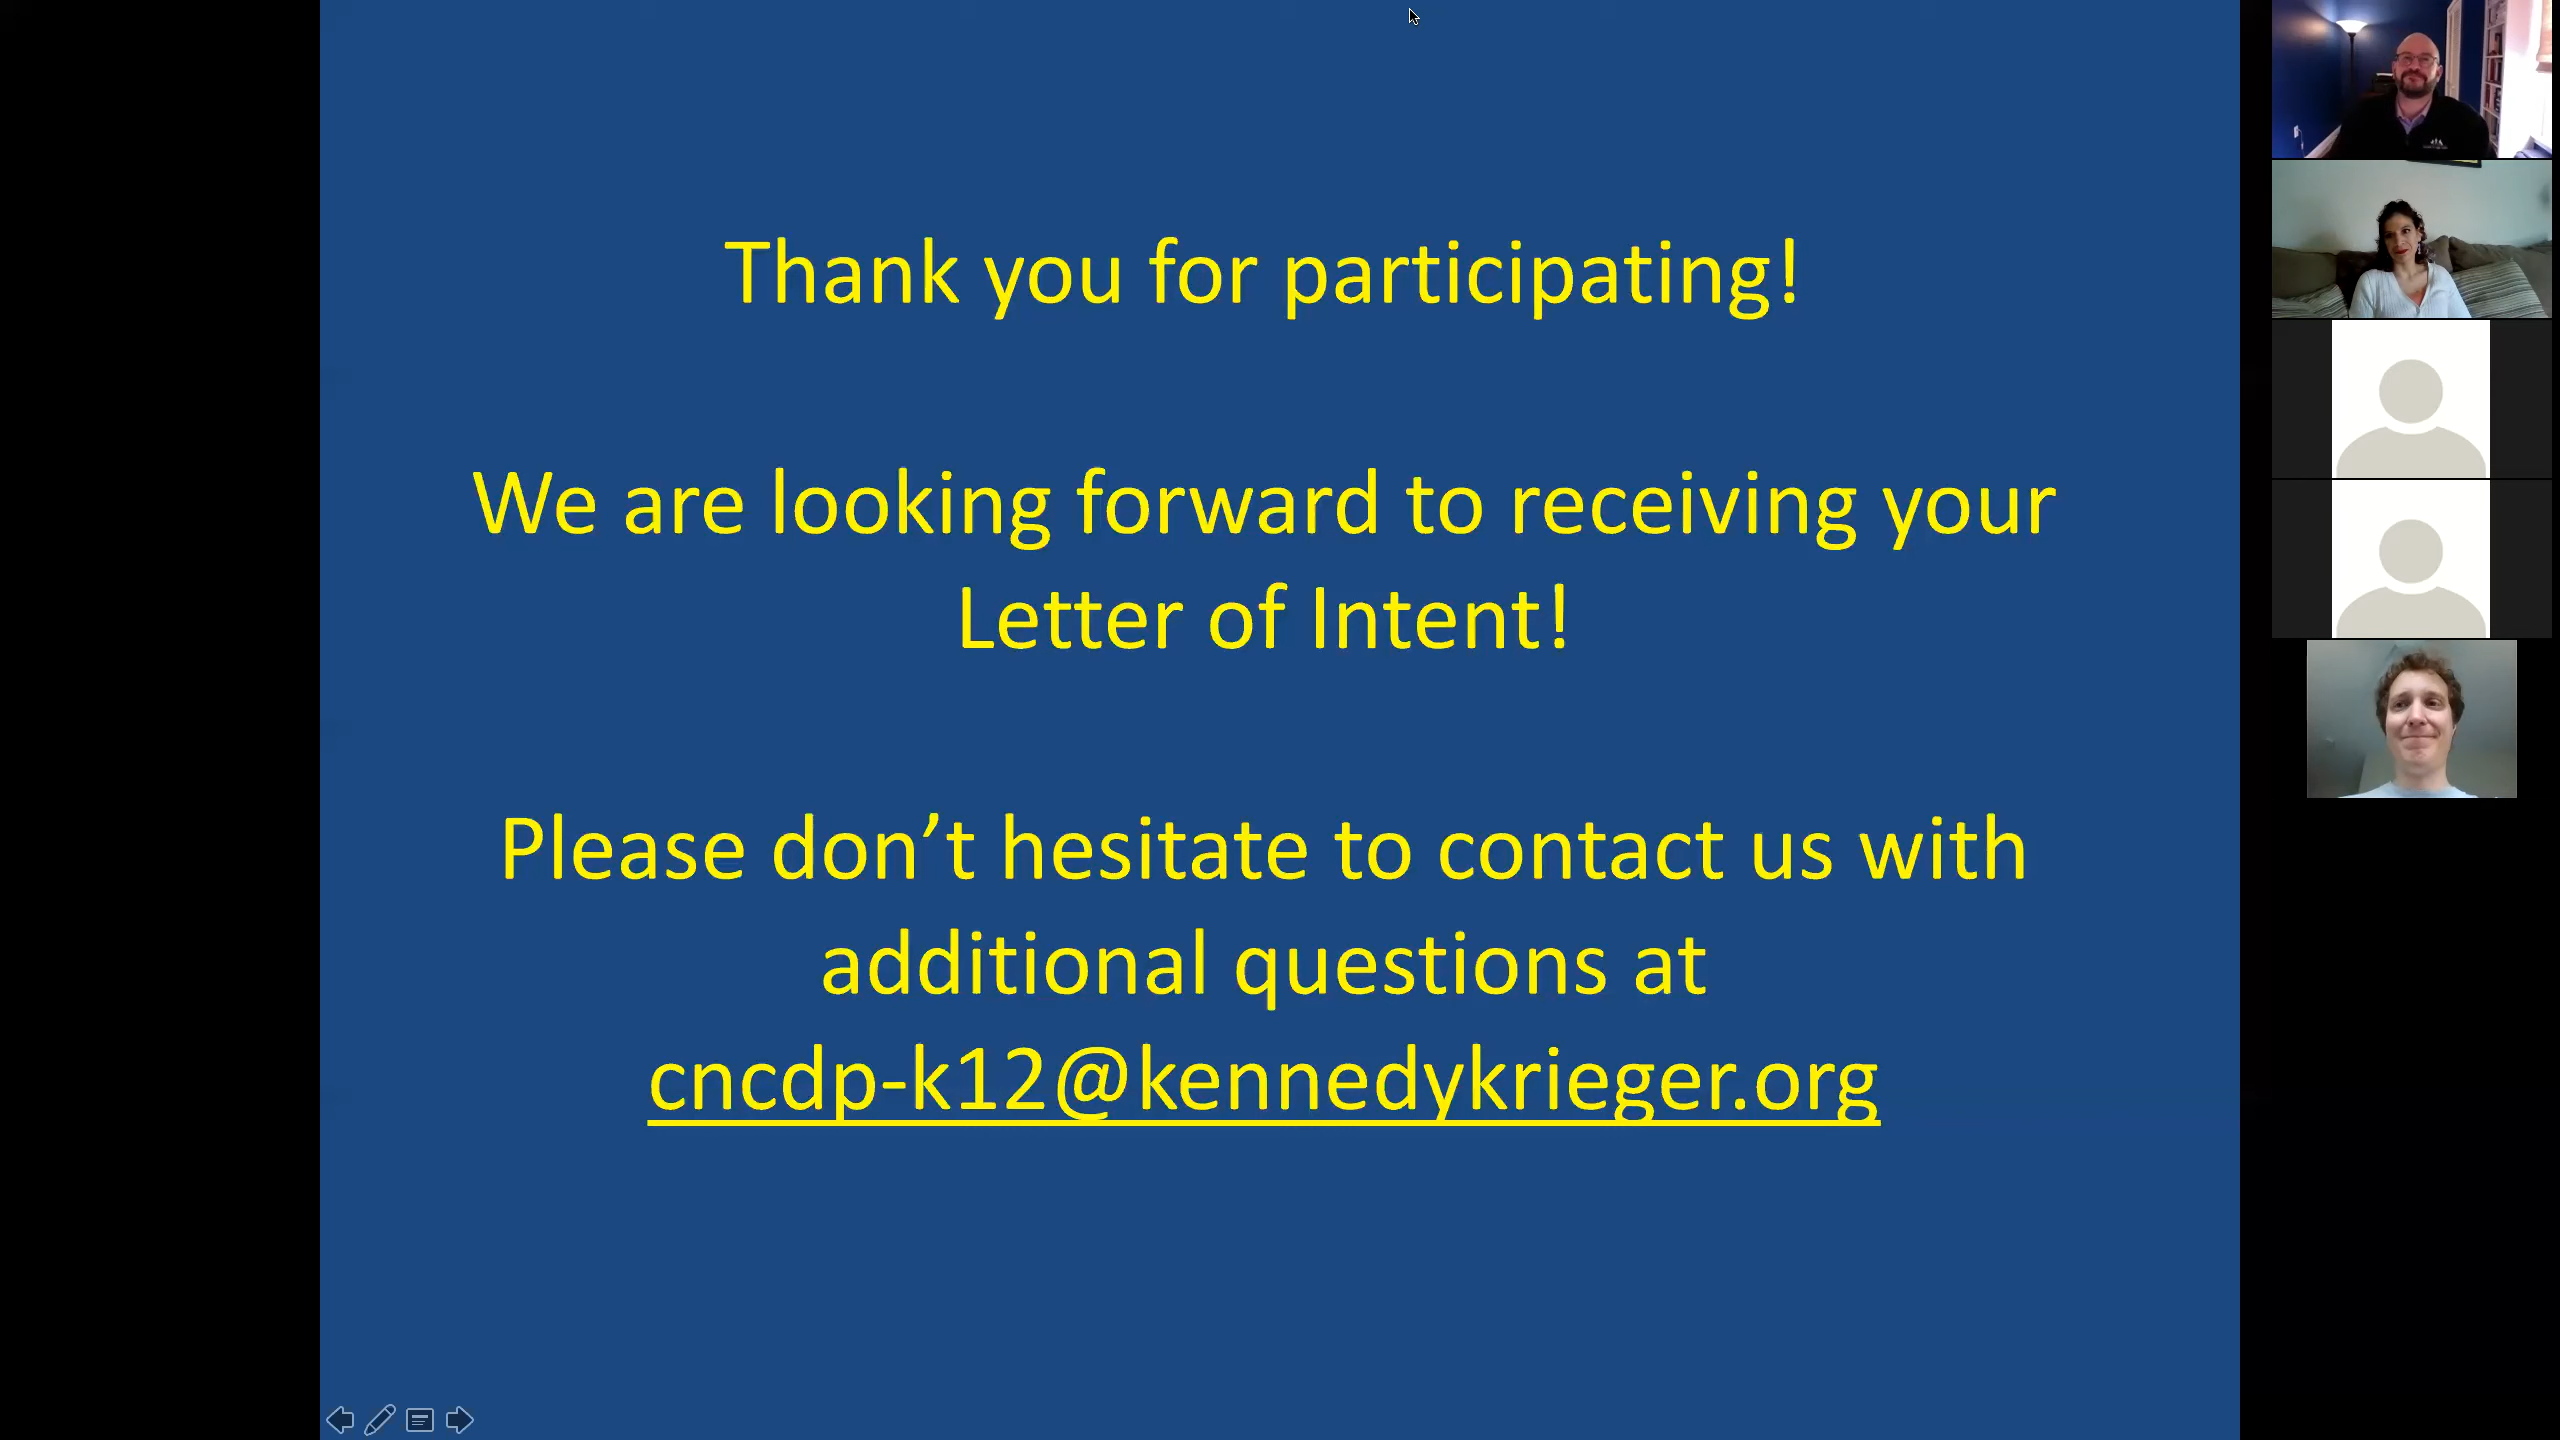 Thank you for participating!
We are looking forward to receiving your
Letter of Intent!
Please don’t hesitate to contact us with
additional questions at
cncdp-k12@kennedykrieger.org